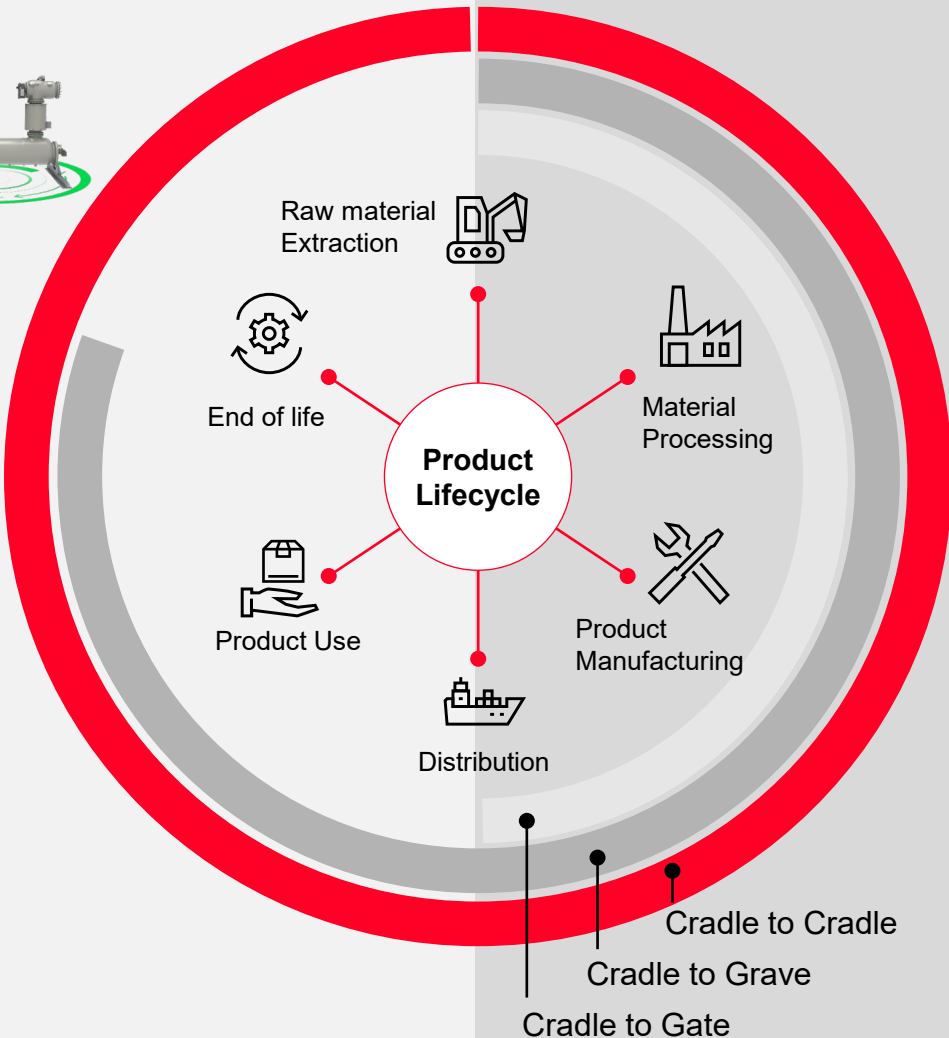 Raw material
Extraction
Material
Processing
End of life
Product
Lifecycle
Product
Manufacturing
Product Use
Distribution
Cradle to Cradle
Cradle to Grave
Cradle to Gate